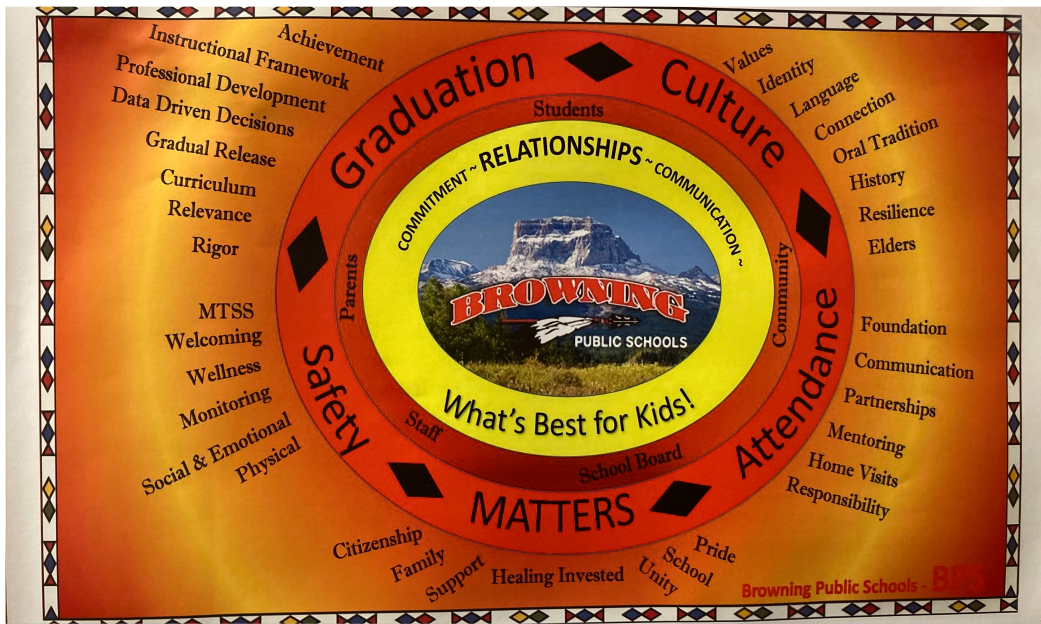 Achievement
Instructional Framework
Professional Development
Data Driven Decisions
Gradual Release
Curriculum
Relevance
Rigor
Graduation
Culture
Values
Identity
Language
Connection
Oral Tradition
History
Resilience
Elders
Students
COMMITMENT ~ RELATIONSHIPS ~ COMMUNICATION ~
Parents
Community
BROWNING
PUBLIC SCHOOLS
What's Best for Kids!
Staff
School Board
Safety
MTSS
Welcoming
Wellness
Monitoring
Social & Emotional
Physical
Attendance
Foundation
Communication
Partnerships
Mentoring
Home Visits
Responsibility
MATTERS
Citizenship
Family
Support
Healing Invested
Unity
School
Pride
Browning Public Schools - BPS